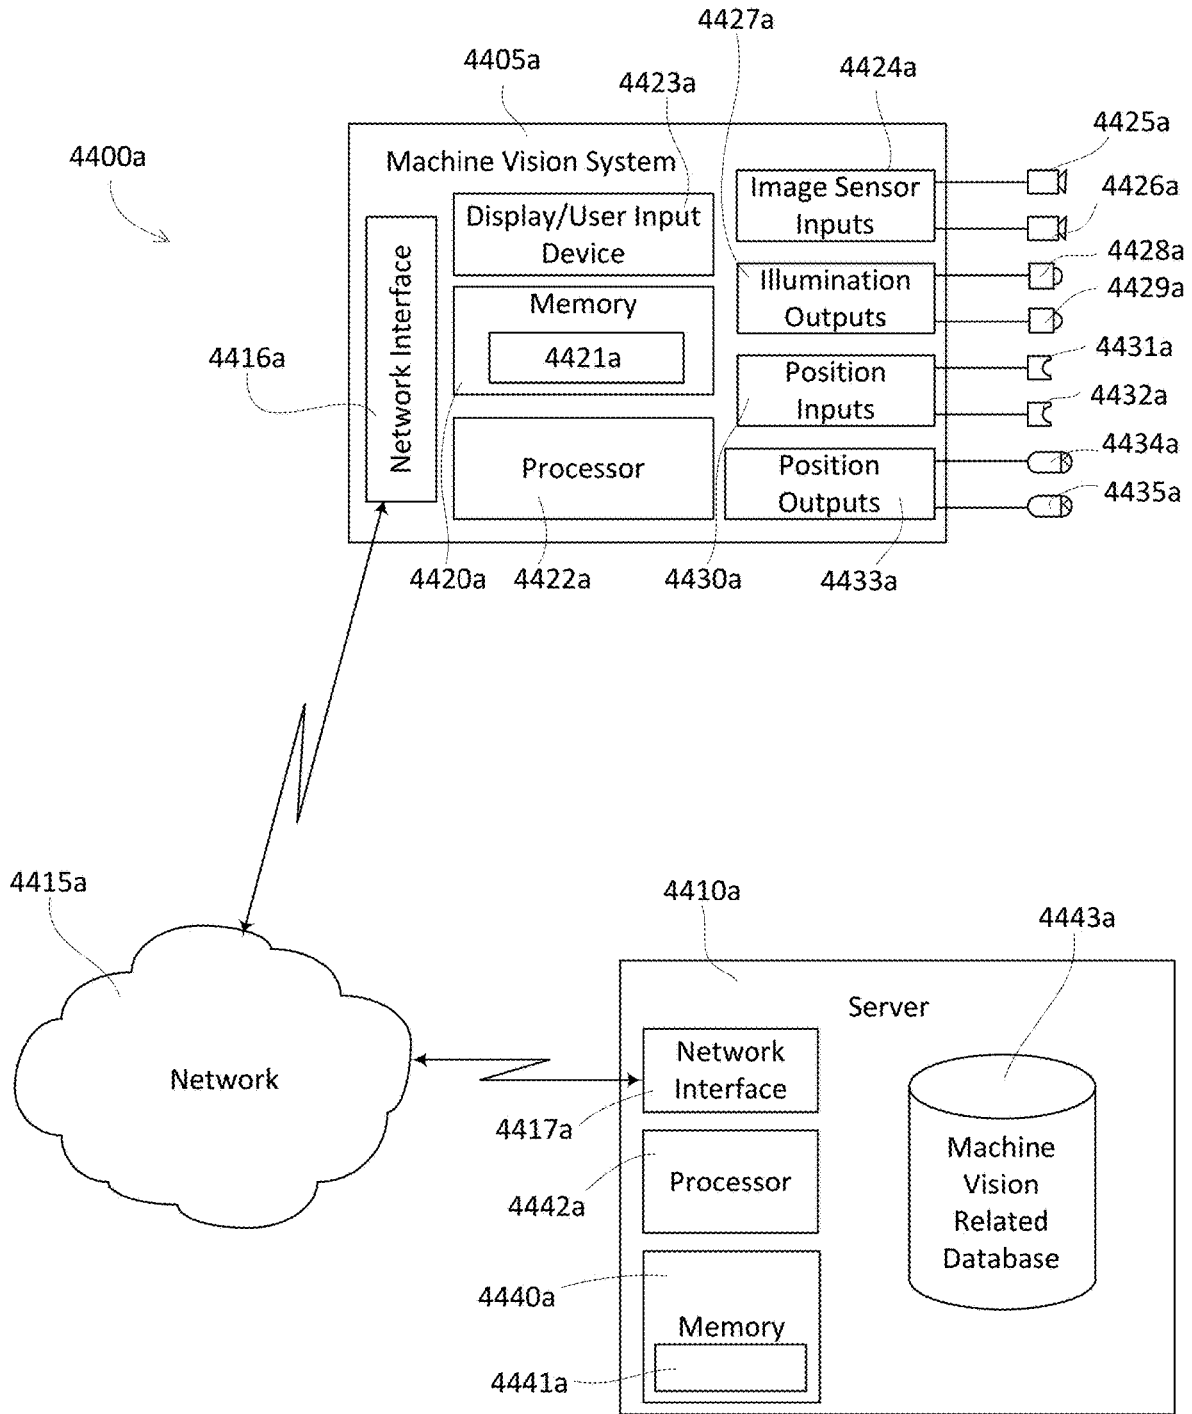 4427a
4405a
4423a
4424a
4400a
4425a
Machine Vision System
4426a
Image Sensor
Inputs
Display/User Input
Device
4428a
4429a
Illumination
Outputs
Network Interface
Memory
4421a
4416a
4431a
4432a
Position
Inputs
Processor
4434a
4435a
Position
Outputs
4420a
4422a
4430a
4433a
4415a
4410a
4443a
Server
Network
Network
Interface
4417a
Processor
4442a
Machine
Vision
Related
Database
4440a
Memory
4441a